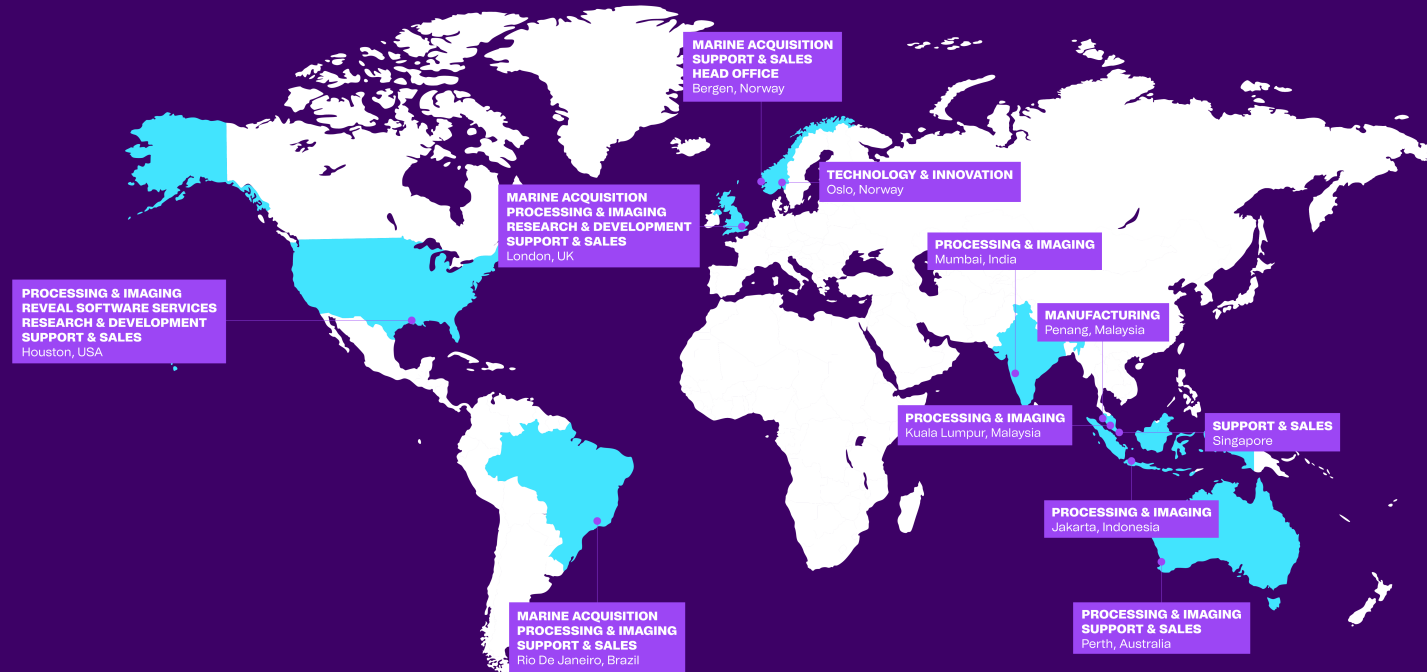 MARINE ACQUISITION
SUPPORT & SALES
HEAD OFFICE
Bergen, Norway
TECHNOLOGY & INNOVATION
Oslo, Norway
MARINE ACQUISITION
PROCESSING & IMAGING
RESEARCH & DEVELOPMENT
SUPPORT & SALES
London, UK
PROCESSING & IMAGING
Mumbai, India
PROCESSING & IMAGING
REVEAL SOFTWARE SERVICES
RESEARCH & DEVELOPMENT
SUPPORT & SALES
Houston, USA
MANUFACTURING
Penang, Malaysia
PROCESSING & IMAGING
Kuala Lumpur, Malaysia
SUPPORT & SALES
Singapore
PROCESSING & IMAGING
Jakarta, Indonesia
MARINE ACQUISITION
PROCESSING & IMAGING
SUPPORT & SALES
Rio De Janeiro, Brazil
PROCESSING & IMAGING
SUPPORT & SALES
Perth, Australia